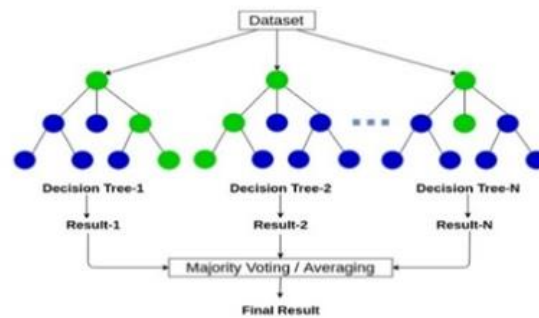 Dataset
Decision Tree-1 Decision Tree-2 Decision Tree-N
Result-1 Result-2 Result-N
Majority Voting / Averaging
Final Result